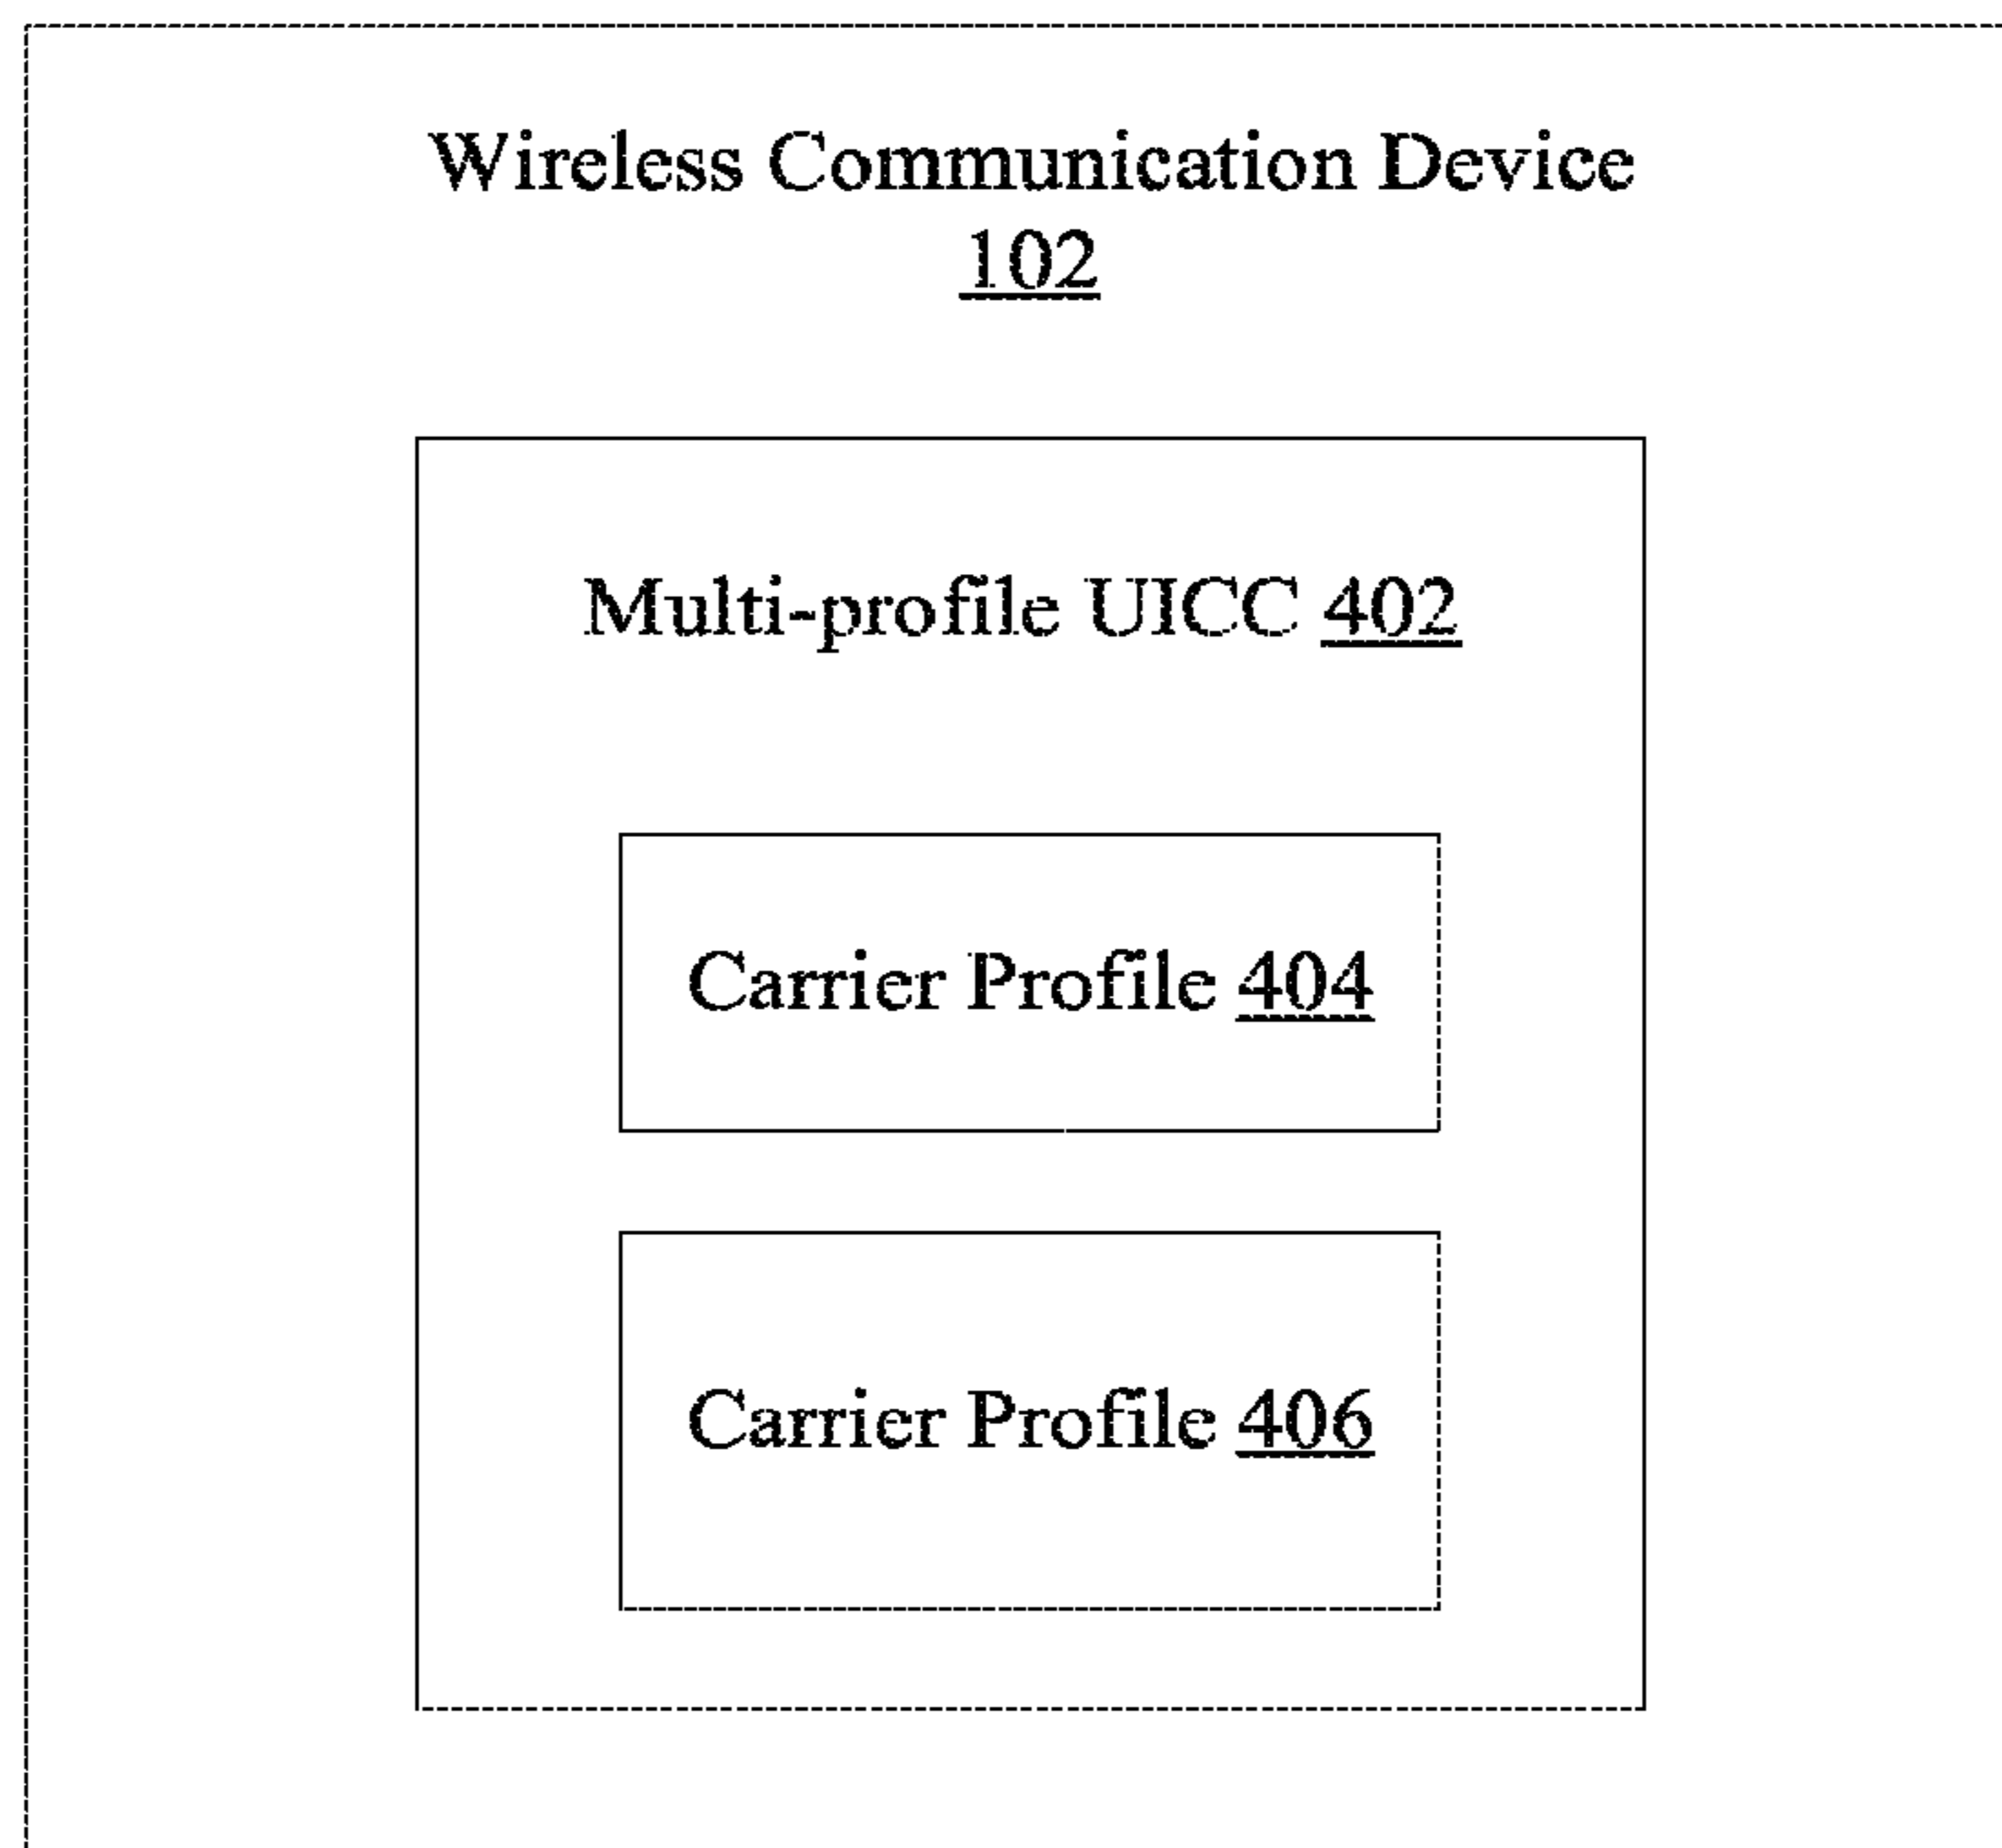 Wireless Communication Device
102
Multi-profile UICC 402
Carrier Profile 404
Carrier Profile 406